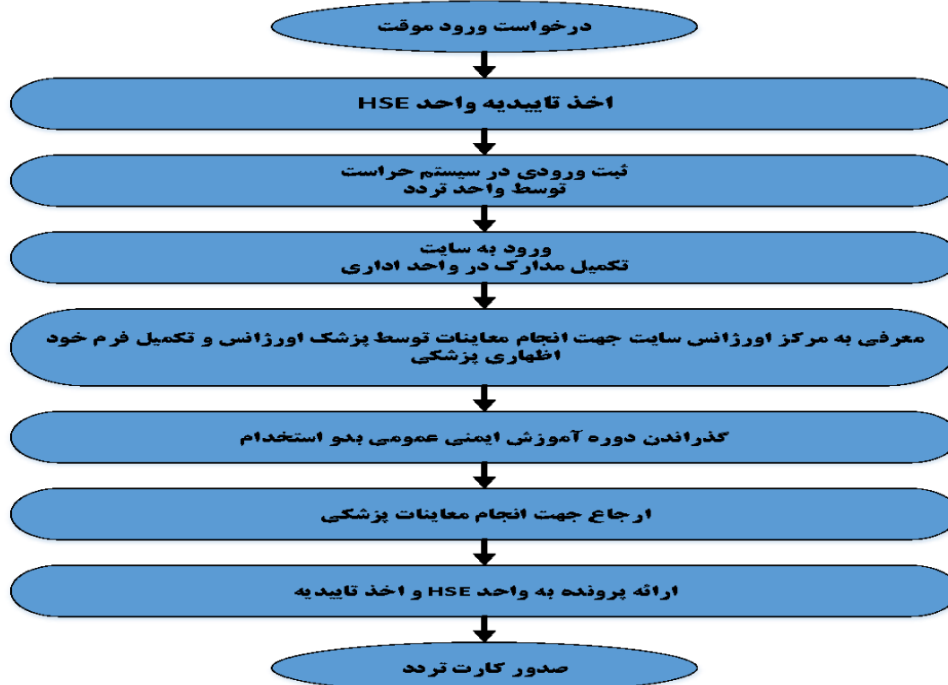 درخواست ورود موقت
اخذ تاییدیه واحد HSE
ثبت ورودی در سیستم حراست
توسط واحد تردد
ورود به سایت
تکمیل مدارک در واحد اداری
معرفی به مرکز اورژانس سایت جهت انجام معاینات توسط پزشک اورژانس و تکمیل فرم خود
اظهاری پزشکی
گذراندن دوره آموزش ایمنی عمومی بدو استخدام
ارجاع جهت انجام معاینات پزشکی
ارائه پرونده به واحد HSE و اخذ تاییدیه
صدور کارت تردد